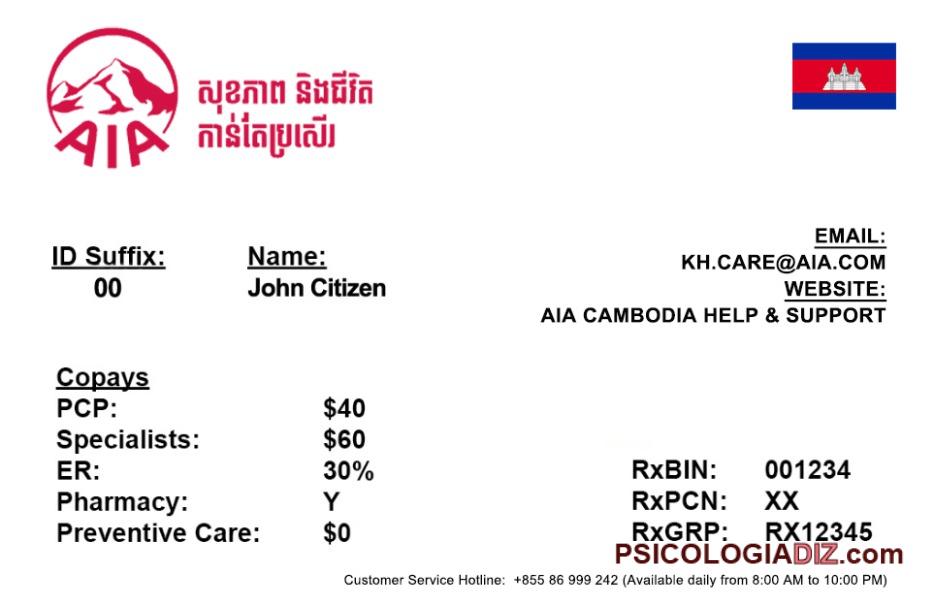 AIA
សុខភាព និងជីវិត
កាន់តែប្រសើរ
EMAIL:
KH.CARE@AIA.COM
WEBSITE:
AIA CAMBODIA HELP & SUPPORT
ID Suffix: Name:
00 John Citizen
Copays
PCP: $40
Specialists: $60
ER: 30%
Pharmacy: Y
Preventive Care: $0
RxBIN: 001234
RxPCN: XX
RxGRP: RX12345
PSICOLOGIADIZ.com
Customer Service Hotline: +855 86 999 242 (Available daily from 8:00 AM to 10:00 PM)